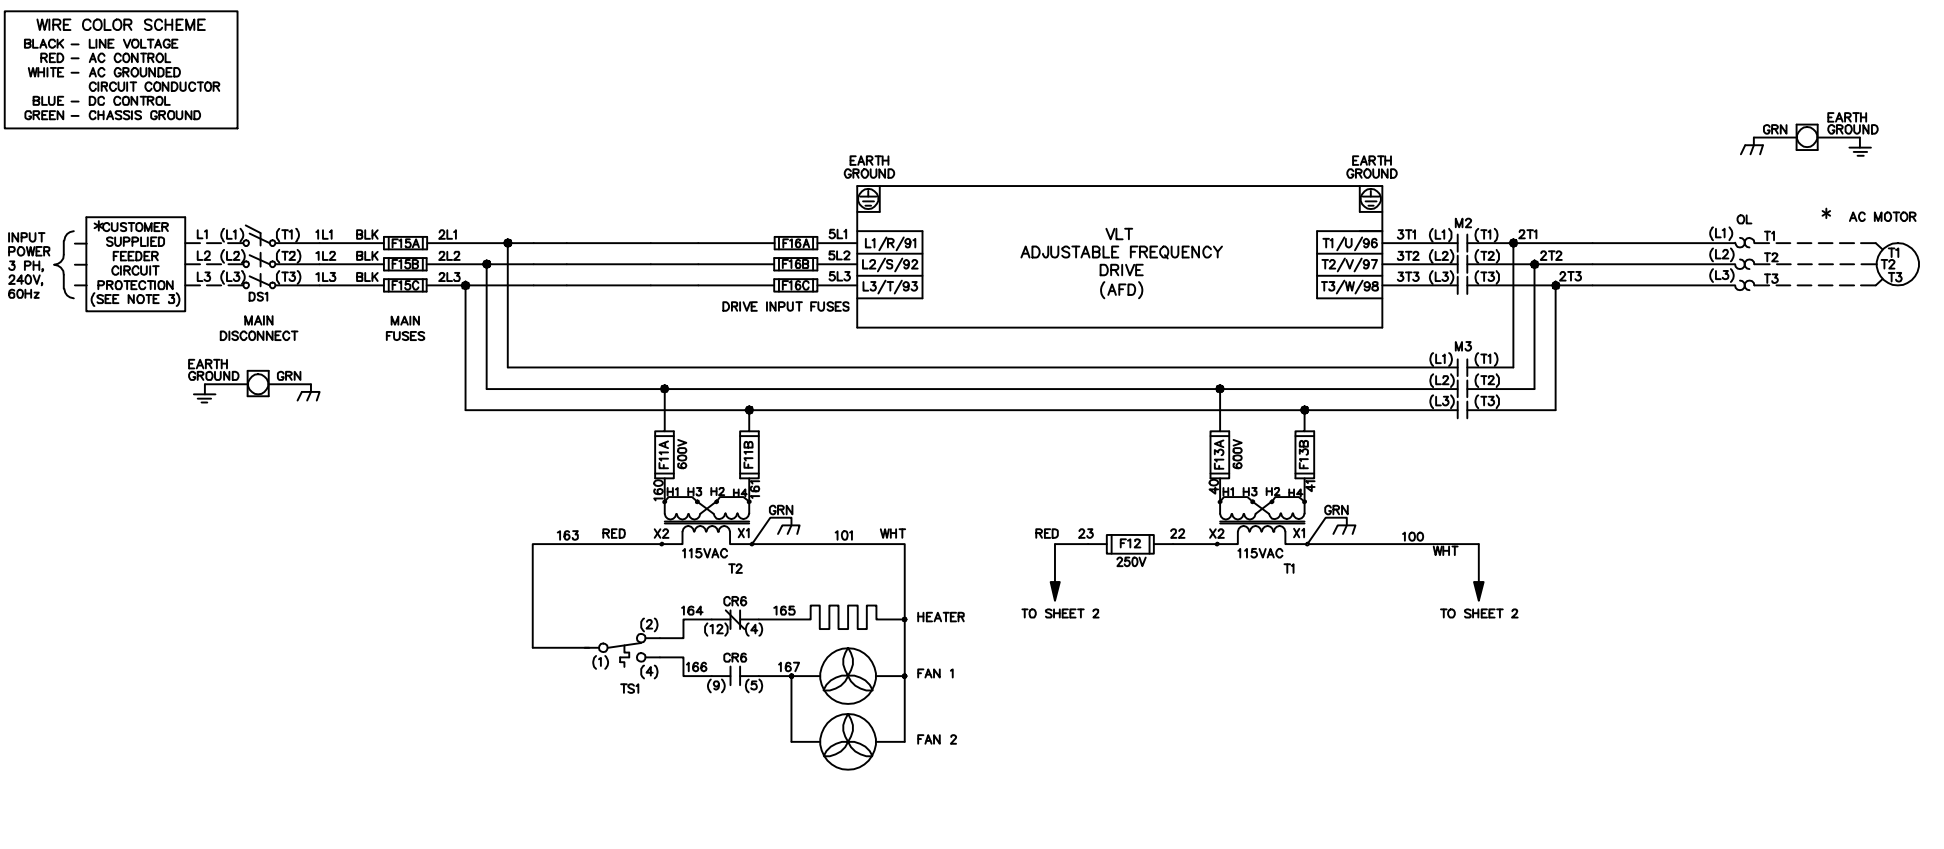 WIRE COLOR SCHEME
BLACK – LINE VOLTAGE
RED – AC CONTROL
WHITE – AC GROUNDED
CIRCUIT CONDUCTOR
BLUE – DC CONTROL
GREEN – CHASSIS GROUND
INPUT
POWER
3 PH,
240V,
60Hz
*CUSTOMER
SUPPLIED
FEEDER
CIRCUIT
PROTECTION
(SEE NOTE 3)
L1 (L1) (T1) 1L1 BLK F15A 2L1
L2 (L2) (T2) 1L2 BLK F15B 2L2
L3 (L3) (T3) 1L3 BLK F15C 2L3
DS1
MAIN
DISCONNECT
MAIN
FUSES
EARTH
GROUND
GRN
F16A 5L1
F16B 5L2
F16C 5L3
DRIVE INPUT FUSES
EARTH
GROUND
L1/R/91
L2/S/92
L3/T/93
VLT
ADJUSTABLE FREQUENCY
DRIVE
(AFD)
EARTH
GROUND
T1/U/96
T2/V/97
T3/W/98
M2
3T1 (L1) (T1) 2T1
3T2 (L2) (T2) 2T2
3T3 (L3) (T3) 2T3
M3
(L1) (T1)
(L2) (T2)
(L3) (T3)
GRN
EARTH
GROUND
* AC MOTOR
OL
(L1) T1
(L2) T2
(L3) T3
T1
T2
T3
F11A
600V
F11B
160
H1 H3 H2 H4
161
GRN
163 RED X2 X1 101 WHT
115VAC
T2
F13A
600V
F13B
40
H1 H3 H2 H4
41
GRN
RED 23 F12 22 X2 X1 100
WHT
250V
115VAC
T1
TO SHEET 2
TO SHEET 2
CR6
164 165
(12) (4)
HEATER
(2)
(1)
(4)
TS1
CR6
166 167
(9) (5)
FAN 1
FAN 2